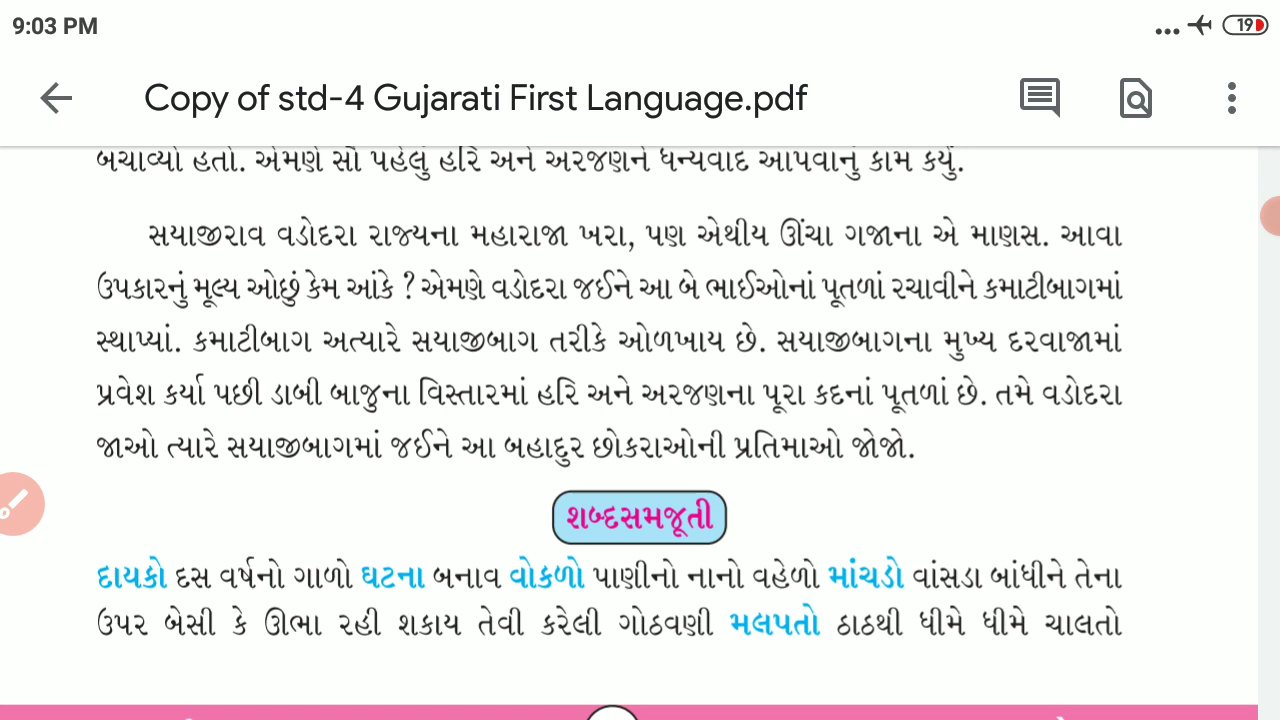 9:03 PM
19
Copy of std-4 Gujarati First Language.pdf
બચાવ્યો હતો. એમણે સૌ પહેલું હરિ અને અરજણને ધન્યવાદ આપવાનું કામ કર્યું.
સયાજીરાવ વડોદરા રાજ્યના મહારાજા ખરા, પણ એથીય ઊંચા ગજાના એ માણસ. આવા
ઉપકારનું મૂલ્ય ઓછું કેમ આંકે ? એમણે વડોદરા જઈને આ બે ભાઈઓનાં પૂતળાં રચાવીને કમાટીબાગમાં
સ્થાપ્યાં. કમાટીબાગ અત્યારે સયાજીબાગ તરીકે ઓળખાય છે. સયાજીબાગના મુખ્ય દરવાજામાં
પ્રવેશ કર્યા પછી ડાબી બાજુના વિસ્તારમાં હરિ અને અરજણના પૂરા કદનાં પૂતળાં છે. તમે વડોદરા
જાઓ ત્યારે સયાજીબાગમાં જઈને આ બહાદુર છોકરાઓની પ્રતિમાઓ જોજો.
શબ્દસમજૂતી
દાયકો દસ વર્ષનો ગાળો ઘટના બનાવ વોકળો પાણીનો નાનો વહેળો માંચડો વાંસડા બાંધીને તેના
ઉપર બેસી કે ઊભા રહી શકાય તેવી કરેલી ગોઠવણી મલપતો ઠાઠથી ધીમે ધીમે ચાલતો